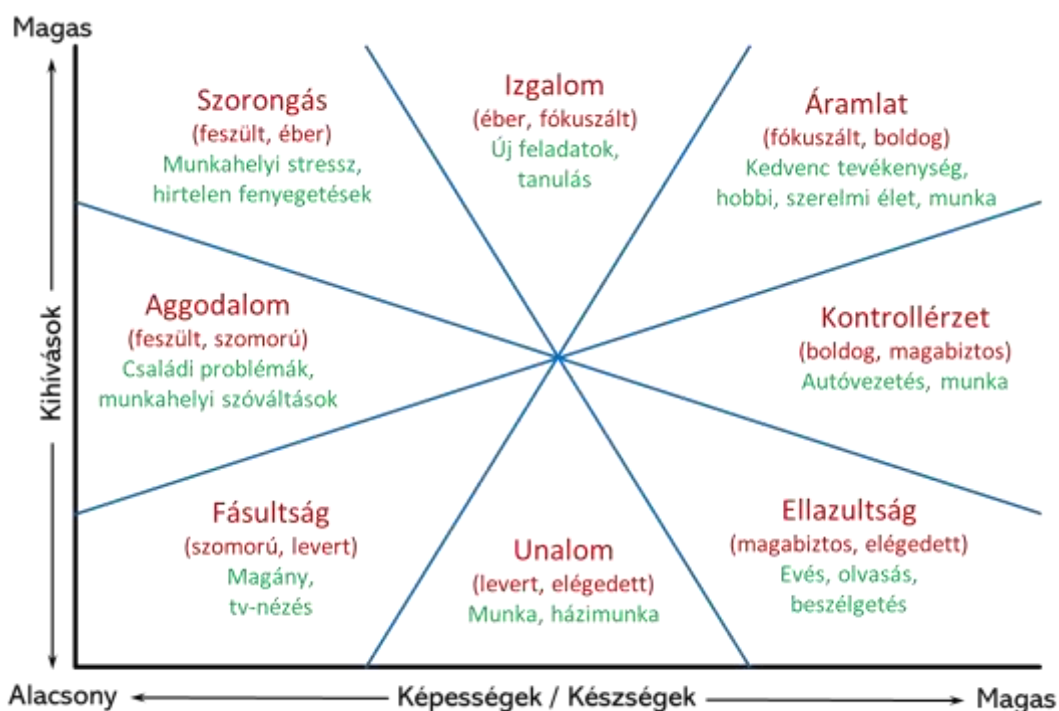 Magas
Kihívások
Szorongás
(feszült, éber)
Munkahelyi stressz,
hirtelen fenyegetések
Izgalom
(éber, fókuszált)
Új feladatok,
tanulás
Áramlat
(fókuszált, boldog)
Kedvenc tevékenység,
hobbi, szerelmi élet, munka
Aggodalom
(feszült, szomorú)
Családi problémák,
munkahelyi szóváltások
Kontrollérzet
(boldog, magabiztos)
Autóvezetés, munka
Fásultság
(szomorú, levert)
Magány,
tv-nézés
Unalom
(levert, elégedett)
Munka, házimunka
Ellazultság
(magabiztos, elégedett)
Evés, olvasás,
beszélgetés
Alacsony
Képességek / Készségek
Magas